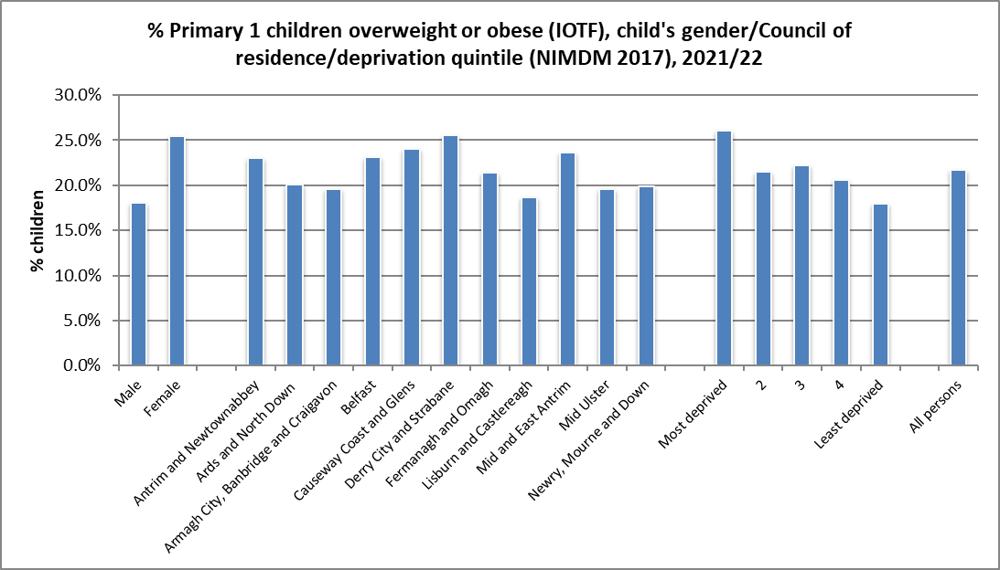 % Primary 1 children overweight or obese (IOTF), child's gender/Council of
residence/deprivation quintile (NIMDM 2017), 2021/22
30.0%
25.0%
20.0%
15.0%
10.0%
5.0%
0.0%
% children
Male
Female
Antrim and Newtownabbey
Ards and North Down
Armagh City, Banbridge and Craigavon
Belfast
Causeway Coast and Glens
Derry City and Strabane
Fermanagh and Omagh
Lisburn and Castlereagh
Mid and East Antrim
Mid Ulster
Newry, Mourne and Down
Most deprived
2
3
4
Least deprived
All persons